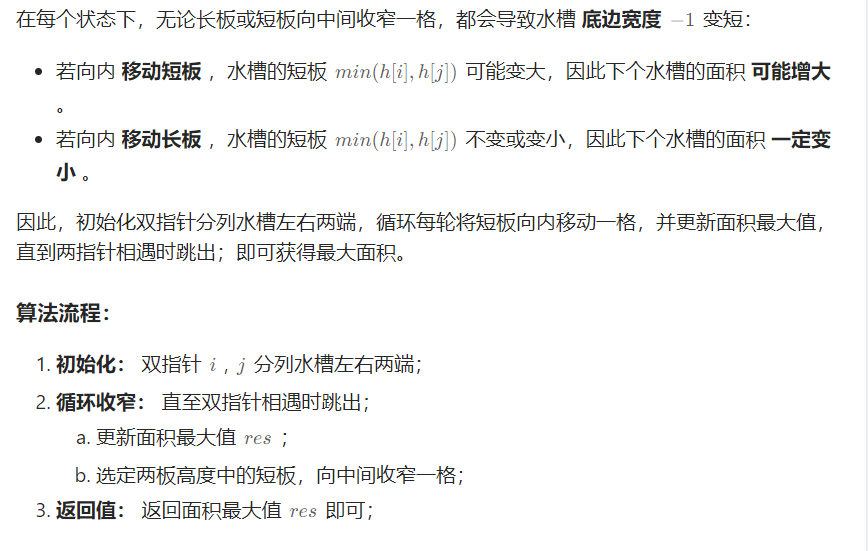 在每个状态下，无论长板或短板向中间收窄一格，都会导致水槽 底边宽度 −1 变短：
• 若向内 移动短板 ，水槽的短板 min(h[i],h[j]) 可能变大，因此下个水槽的面积 可能增大
。
• 若向内 移动长板 ，水槽的短板 min(h[i],h[j]) 不变或变小，因此下个水槽的面积 一定变
小 。
因此，初始化双指针分列水槽左右两端，循环每轮将短板向内移动一格，并更新面积最大值，
直到两指针相遇时跳出；即可获得最大面积。
算法流程：
1. 初始化： 双指针 i , j 分列水槽左右两端；
2. 循环收窄： 直至双指针相遇时跳出；
a. 更新面积最大值 res ；
b. 选定两板高度中的短板，向中间收窄一格；
3. 返回值： 返回面积最大值 res 即可；